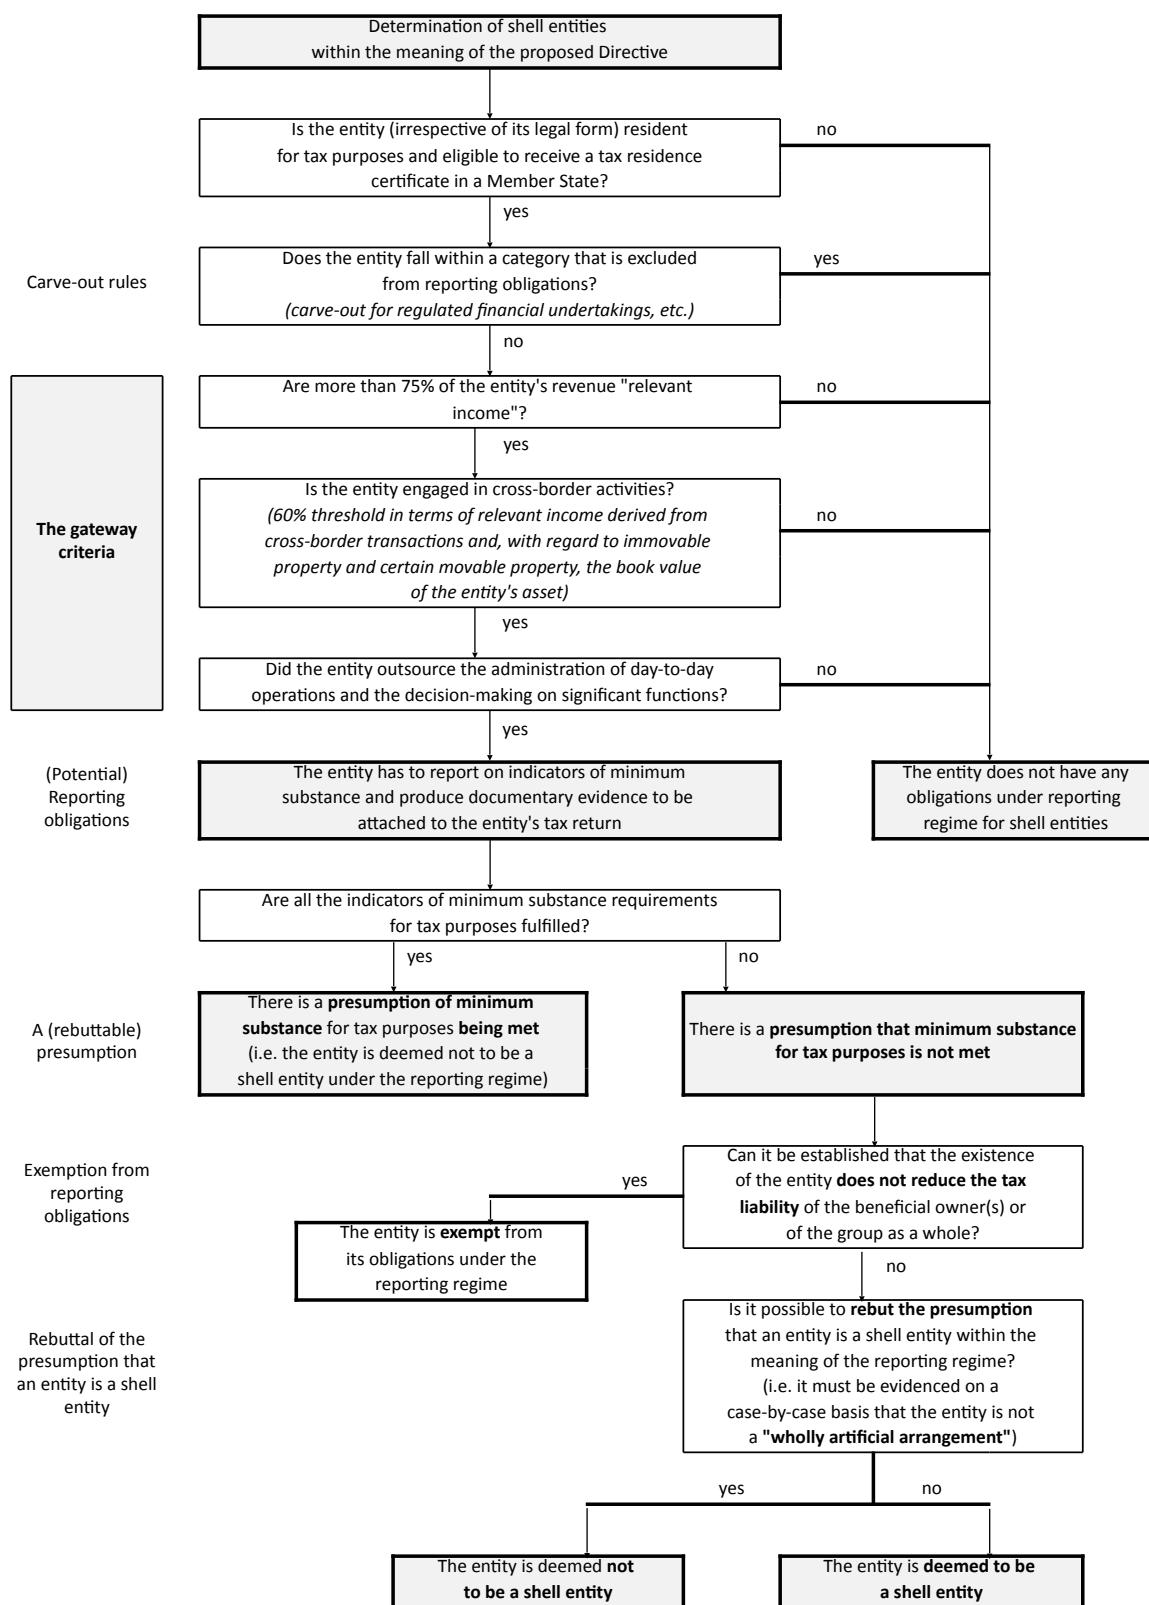 Determination of shell entities
within the meaning of the proposed Directive
Is the entity (irrespective of its legal form) resident
for tax purposes and eligible to receive a tax residence
certificate in a Member State?
no
yes
Carve-out rules
Does the entity fall within a category that is excluded
from reporting obligations?
(carve-out for regulated financial undertakings, etc.)
yes
no
The gateway
criteria
Are more than 75% of the entity's revenue "relevant
income"?
no
yes
Is the entity engaged in cross-border activities?
(60% threshold in terms of relevant income derived from
cross-border transactions and, with regard to immovable
property and certain movable property, the book value
of the entity's asset)
no
yes
Did the entity outsource the administration of day-to-day
operations and the decision-making on significant functions?
no
yes
(Potential)
Reporting
obligations
The entity has to report on indicators of minimum
substance and produce documentary evidence to be
attached to the entity's tax return
The entity does not have any
obligations under reporting
regime for shell entities
Are all the indicators of minimum substance requirements
for tax purposes fulfilled?
yes
no
A (rebuttable)
presumption
There is a presumption of minimum
substance for tax purposes being met
(i.e. the entity is deemed not to be a
shell entity under the reporting regime)
There is a presumption that minimum substance
for tax purposes is not met
Exemption from
reporting
obligations
Can it be established that the existence
of the entity does not reduce the tax
liability of the beneficial owner(s) or
of the group as a whole?
yes
The entity is exempt from
its obligations under the
reporting regime
no
Rebuttal of the
presumption that
an entity is a shell
entity
Is it possible to rebut the presumption
that an entity is a shell entity within the
meaning of the reporting regime?
(i.e. it must be evidenced on a
case-by-case basis that the entity is not
a "wholly artificial arrangement")
yes
no
The entity is deemed not
to be a shell entity
The entity is deemed to be
a shell entity